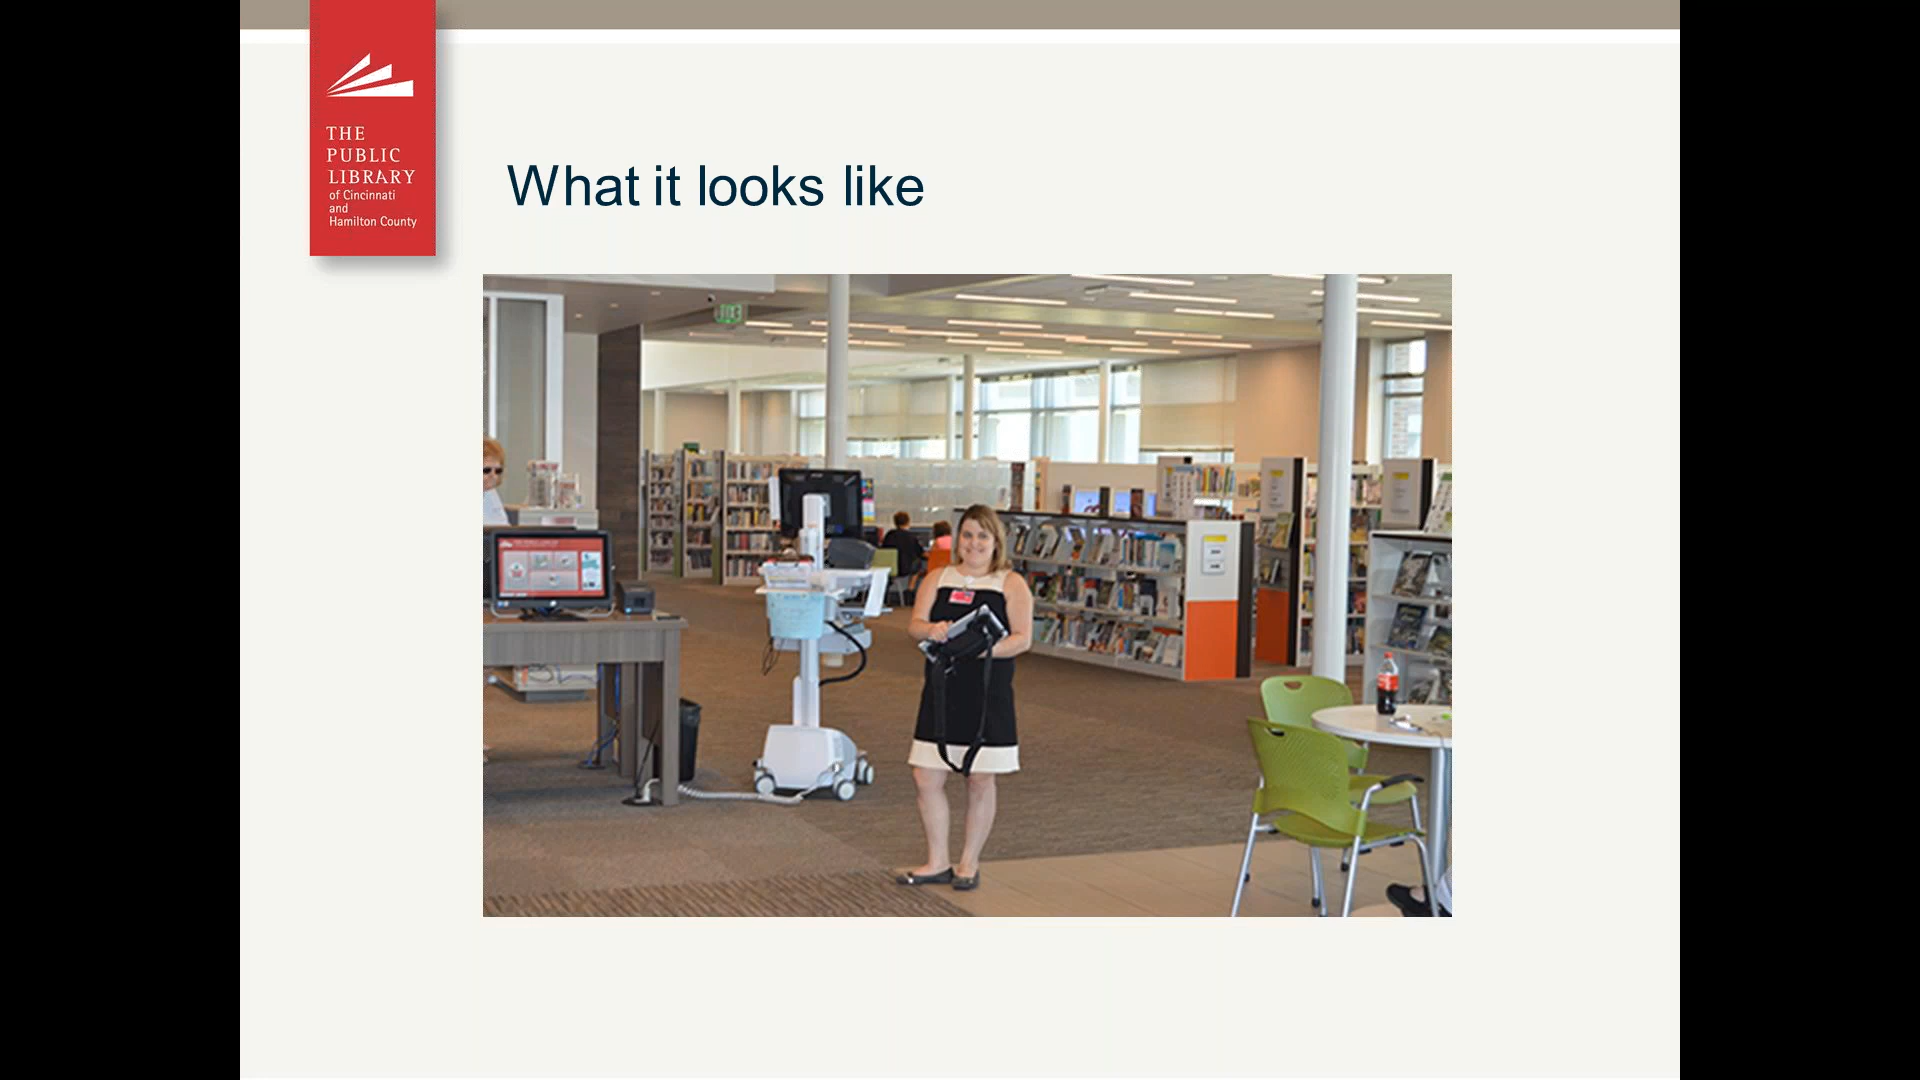 THE
PUBLIC
LIBRARY
of Cincinnati
and
Hamilton County
What it looks like